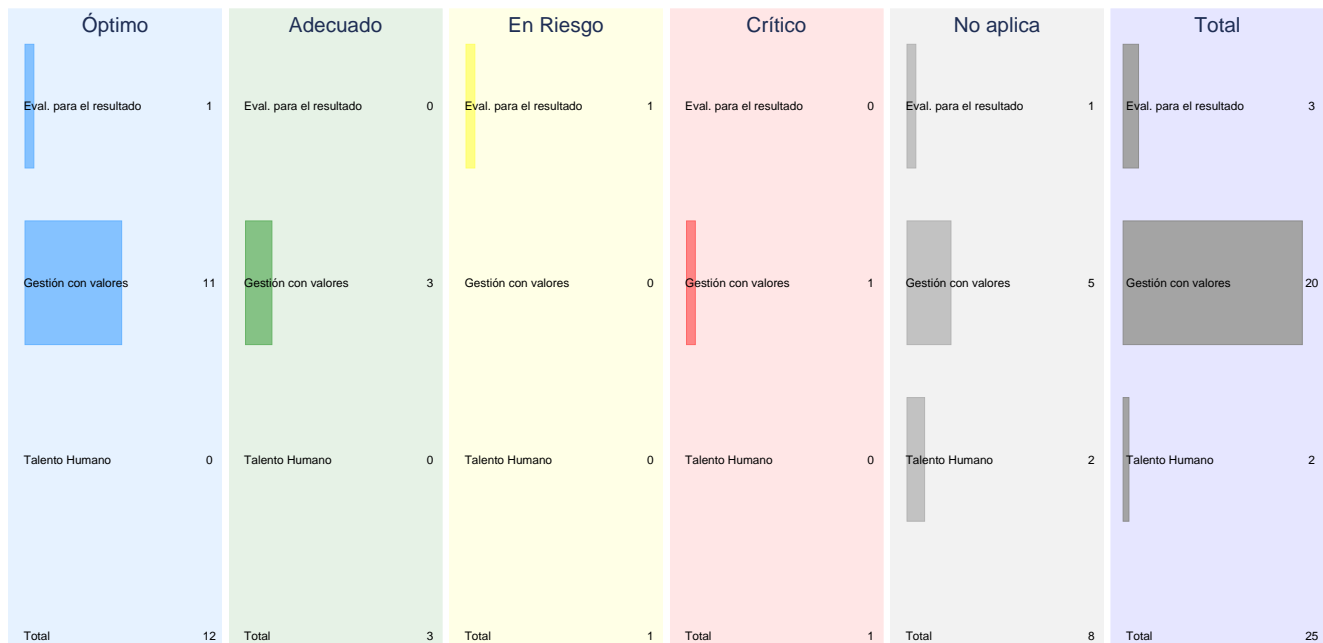 Óptimo Adecuado En Riesgo Crítico No aplica Total
Eval. para el resultado 1 Eval. para el resultado 0 Eval. para el resultado 1 Eval. para el resultado 0 Eval. para el resultado 1 Eval. para el resultado 3
Gestión con valores 11 Gestión con valores 3 Gestión con valores 0 Gestión con valores 1 Gestión con valores 5 Gestión con valores 20
Talento Humano 0 Talento Humano 0 Talento Humano 0 Talento Humano 0 Talento Humano 2 Talento Humano 2
Total 12 Total 3 Total 1 Total 1 Total 8 Total 25